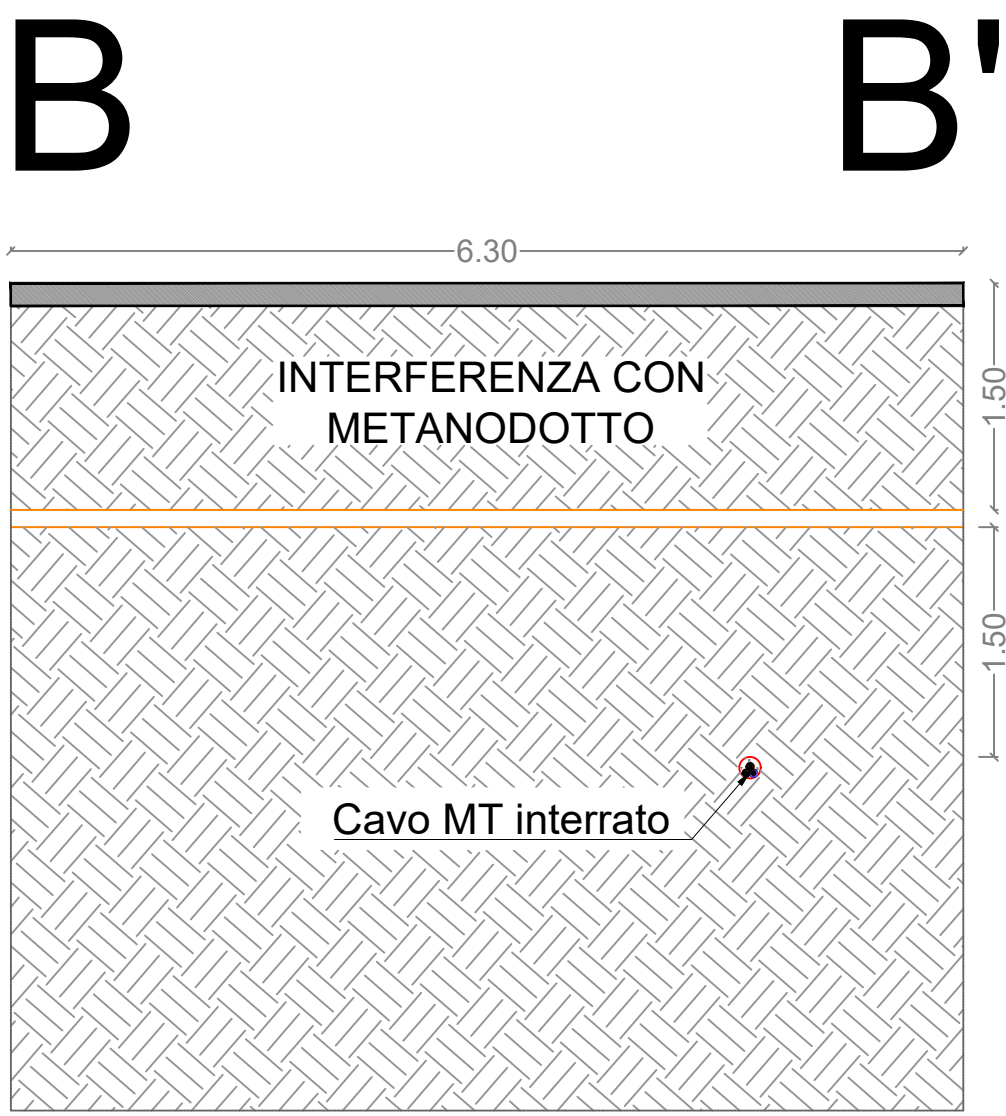 B B'
6.30
INTERFERENZA CON
METANODOTTO
1.50
1.50
Cavo MT interrato